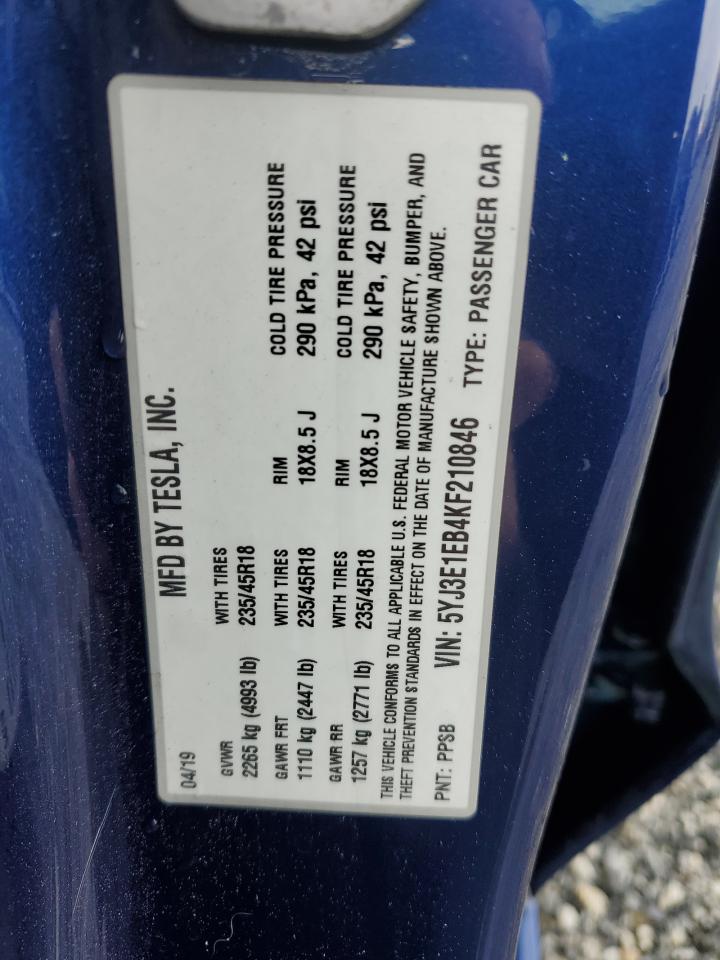 MFD BY TESLA, INC.
04/19
GVWR WITH TIRES
2265 kg (4993 lb) 235/45R18
GAWR FRT WITH TIRES RIM COLD TIRE PRESSURE
1110 kg (2447 lb) 235/45R18 18X8.5 J 290 kPa, 42 psi
GAWR RR WITH TIRES RIM COLD TIRE PRESSURE
1257 kg (2771 lb) 235/45R18 18X8.5 J 290 kPa, 42 psi
THIS VEHICLE CONFORMS TO ALL APPLICABLE U.S. FEDERAL MOTOR VEHICLE SAFETY, BUMPER, AND
THEFT PREVENTION STANDARDS IN EFFECT ON THE DATE OF MANUFACTURE SHOWN ABOVE.
PNT: PPSB VIN: 5YJ3E1EB4KF210846 TYPE: PASSENGER CAR